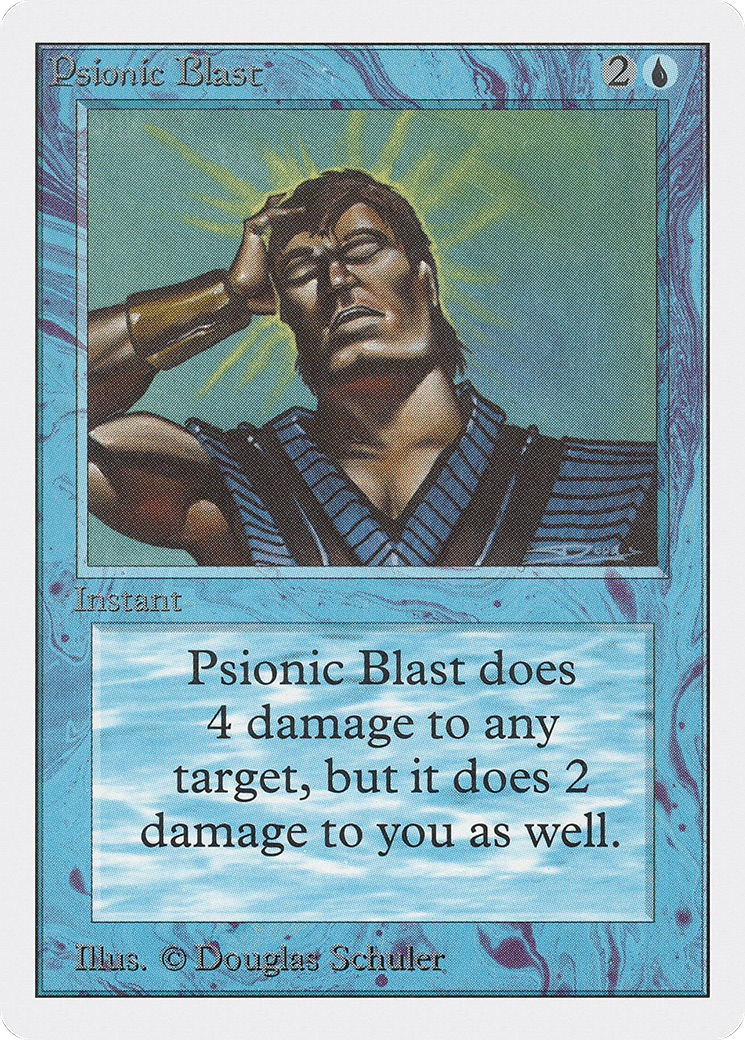 Psionic Blast 2
Instant
Psionic Blast does
4 damage to any
target, but it does 2
damage to you as well.
Illus. © Douglas Schuler